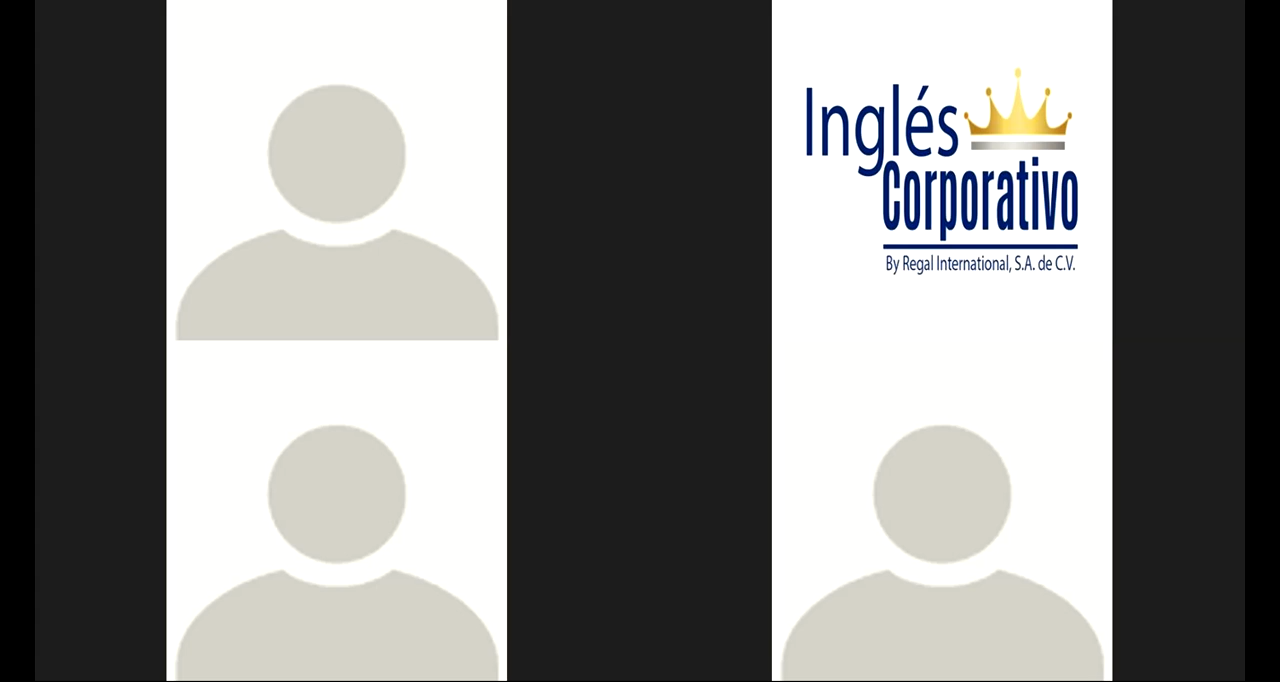 Inglés
Corporativo
By Regal International, S.A. de C.V.